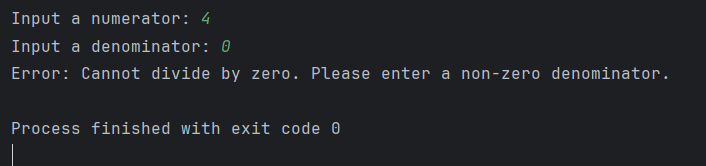 Input a numerator: 4
Input a denominator: 0
Error: Cannot divide by zero. Please enter a non-zero denominator.
Process finished with exit code 0